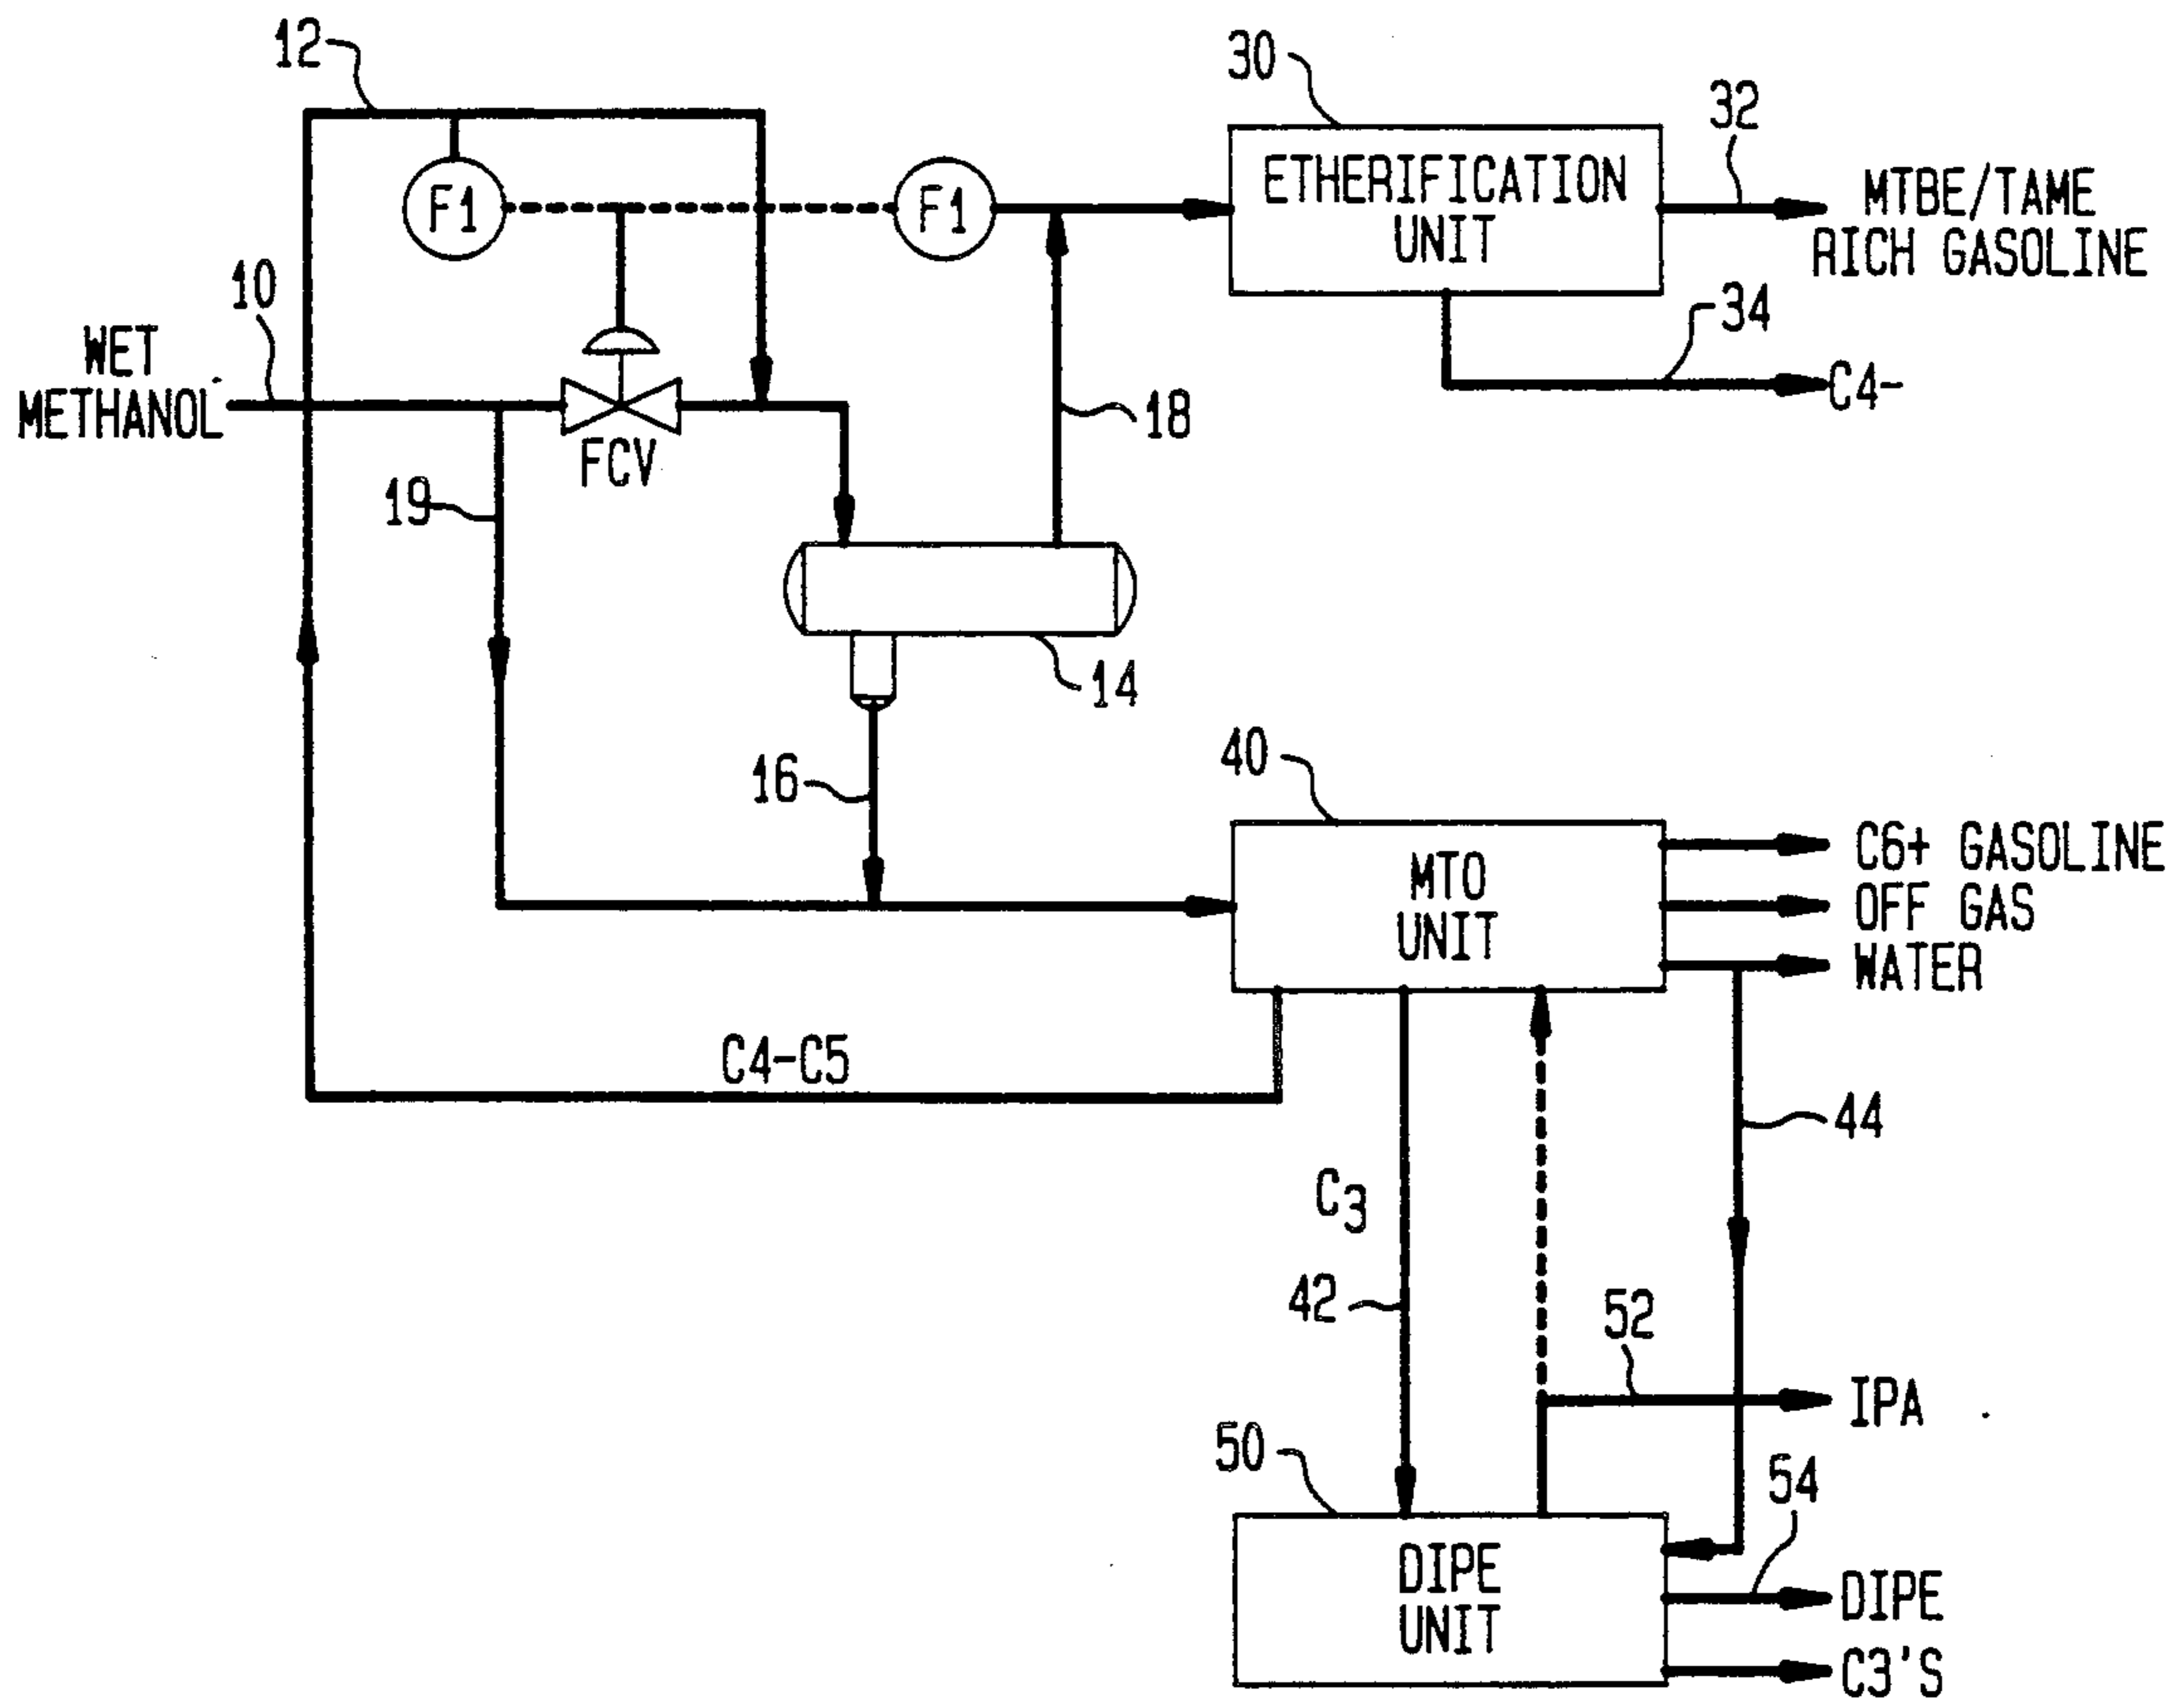 12
30
32
F1
F1
ETHERIFICATION
UNIT
MTBE/TAME
RICH GASOLINE
10
WET
METHANOL
34
C4-
18
FCV
19
14
16
40
MTO
UNIT
C6+ GASOLINE
OFF GAS
WATER
C4-C5
44
C3
42
52
IPA
50
54
DIPE
UNIT
DIPE
C3'S